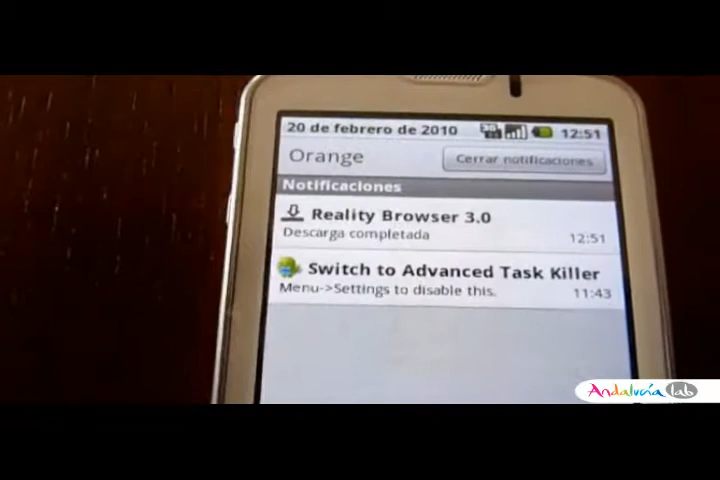 20 de febrero de 2010 12:51
Orange Cerrar notificaciones
Notificaciones
Reality Browser 3.0
Descarga completada 12:51
Switch to Advanced Task Killer
Menu->Settings to disable this. 11:43
Andalucía lab